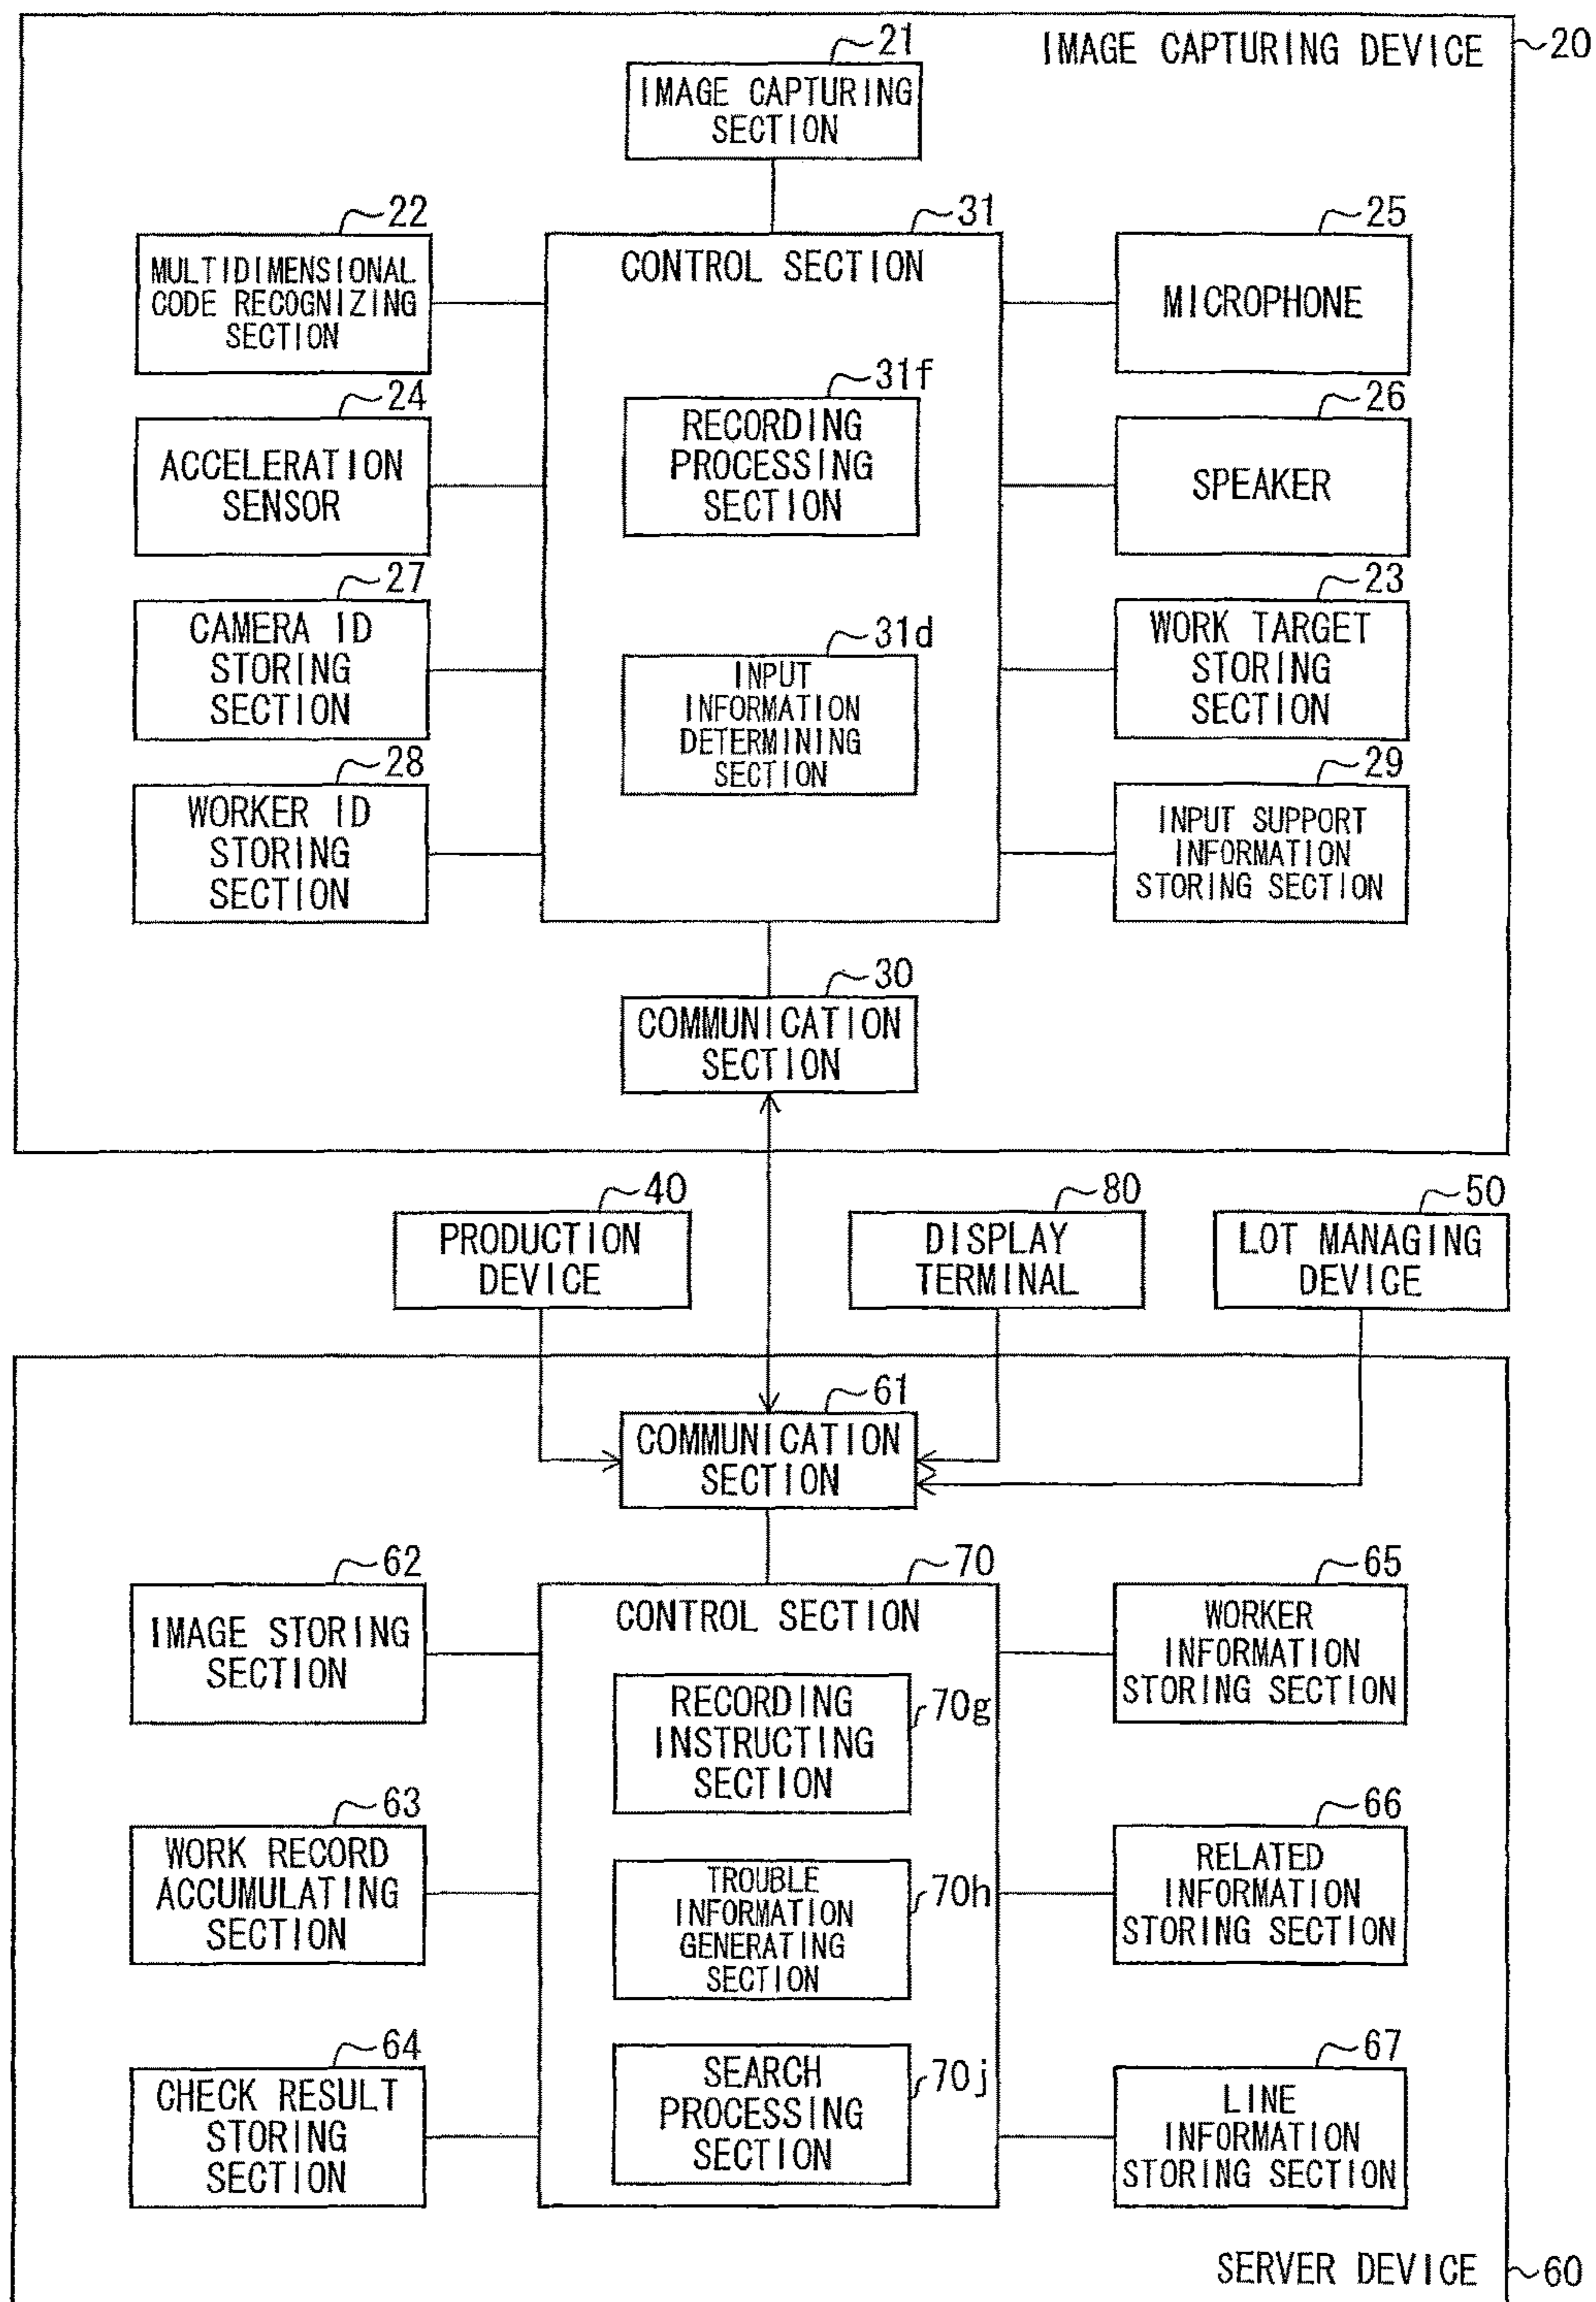 IMAGE CAPTURING DEVICE
20
21
IMAGE CAPTURING
SECTION
22
MULTIDIMENSIONAL
CODE RECOGNIZING
SECTION
31
CONTROL SECTION
25
MICROPHONE
24
ACCELERATION
SENSOR
31f
RECORDING
PROCESSING
SECTION
26
SPEAKER
27
CAMERA ID
STORING
SECTION
31d
INPUT
INFORMATION
DETERMINING
SECTION
23
WORK TARGET
STORING
SECTION
28
WORKER ID
STORING
SECTION
29
INPUT SUPPORT
INFORMATION
STORING SECTION
30
COMMUNICATION
SECTION
40
PRODUCTION
DEVICE
80
DISPLAY
TERMINAL
50
LOT MANAGING
DEVICE
61
COMMUNICATION
SECTION
62
IMAGE STORING
SECTION
70
CONTROL SECTION
65
WORKER
INFORMATION
STORING SECTION
RECORDING
INSTRUCTING
SECTION
70g
63
WORK RECORD
ACCUMULATING
SECTION
TROUBLE
INFORMATION
GENERATING
SECTION
70h
66
RELATED
INFORMATION
STORING SECTION
64
CHECK RESULT
STORING
SECTION
SEARCH
PROCESSING
SECTION
70j
67
LINE
INFORMATION
STORING SECTION
SERVER DEVICE
60